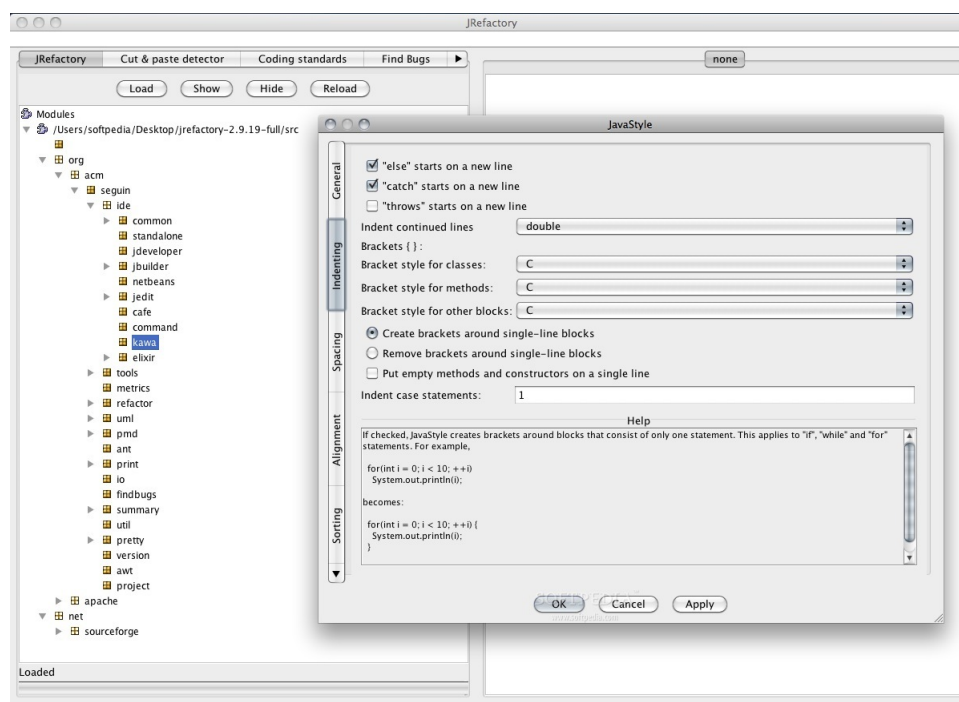 JRefactory
JRefactory Cut & paste detector Coding standards Find Bugs
none
Load Show Hide Reload
Modules
/Users/softpedia/Desktop/jrefactory-2.9.19-full/src
org
acm
seguin
ide
common
standalone
jdeveloper
jbuilder
netbeans
jedit
cafe
command
kawa
elixir
tools
metrics
refactor
uml
pmd
ant
print
io
findbugs
summary
util
pretty
version
awt
project
apache
net
sourceforge
Loaded
JavaStyle
General
Indenting
Spacing
Alignment
Sorting
"else" starts on a new line
"catch" starts on a new line
"throws" starts on a new line
Indent continued lines double
Brackets { } :
Bracket style for classes: C
Bracket style for methods: C
Bracket style for other blocks: C
Create brackets around single-line blocks
Remove brackets around single-line blocks
Put empty methods and constructors on a single line
Indent case statements: 1
Help
If checked, JavaStyle creates brackets around blocks that consist of only one statement. This applies to "if", "while" and "for"
statements. For example,
for(int i = 0; i < 10; ++i)
System.out.println(i);
becomes:
for(int i = 0; i < 10; ++i) {
System.out.println(i);
}
SOFTPEDIA
OK Cancel Apply
www.softpedia.com